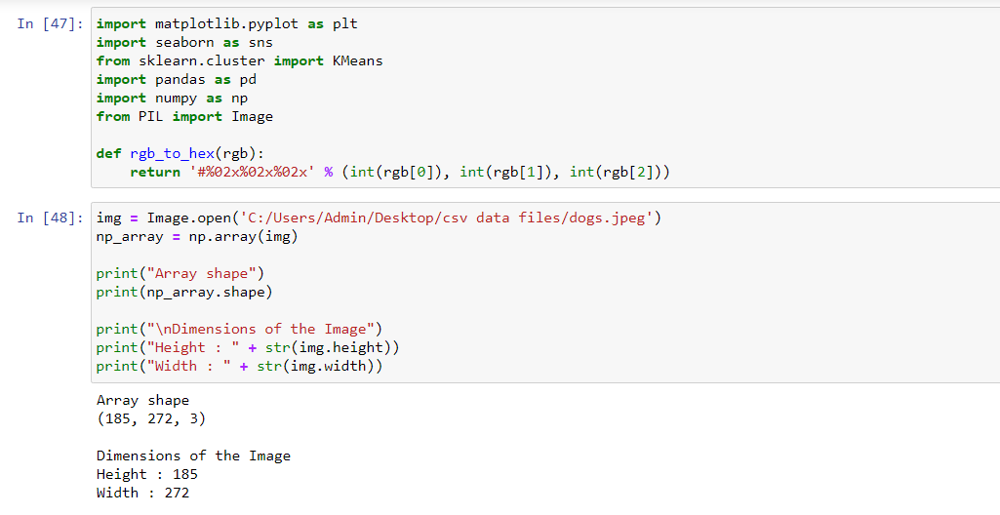 In [47]: import matplotlib.pyplot as plt
import seaborn as sns
from sklearn.cluster import KMeans
import pandas as pd
import numpy as np
from PIL import Image
def rgb_to_hex(rgb):
    return '#%02x%02x%02x' % (int(rgb[0]), int(rgb[1]), int(rgb[2]))
In [48]: img = Image.open('C:/Users/Admin/Desktop/csv data files/dogs.jpeg')
np_array = np.array(img)
print("Array shape")
print(np_array.shape)
print("\nDimensions of the Image")
print("Height : " + str(img.height))
print("Width : " + str(img.width))
Array shape
(185, 272, 3)
Dimensions of the Image
Height : 185
Width : 272